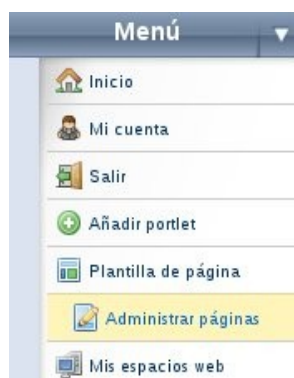 Menú
Inicio
Mi cuenta
Salir
Añadir portlet
Plantilla de página
Administrar páginas
Mis espacios web